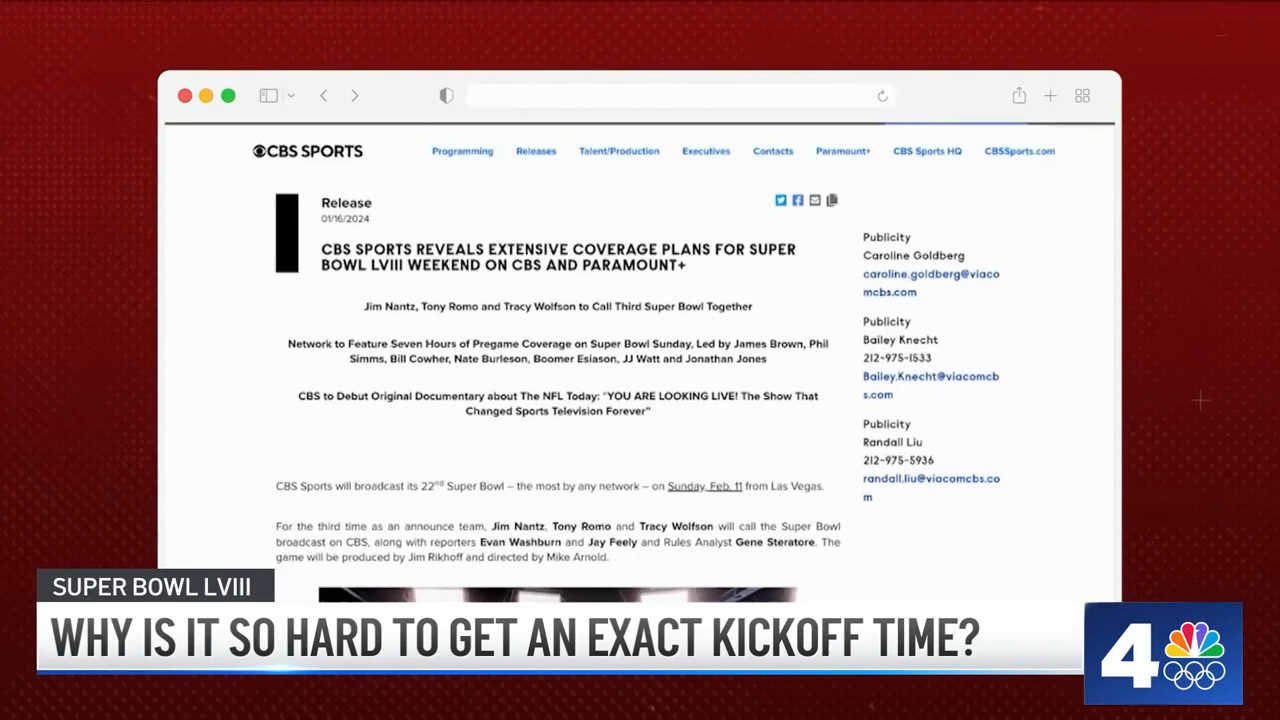 CBS SPORTS
Programming
Releases
Talent/Production
Executives
Contacts
Paramount+
CBS Sports HQ
CBSSports.com
Release
01/16/2024
CBS SPORTS REVEALS EXTENSIVE COVERAGE PLANS FOR SUPER
BOWL LVIII WEEKEND ON CBS AND PARAMOUNT+
Jim Nantz, Tony Romo and Tracy Wolfson to Call Third Super Bowl Together
Network to Feature Seven Hours of Pregame Coverage on Super Bowl Sunday, Led by James Brown, Phil
Simms, Bill Cowher, Nate Burleson, Boomer Esiason, JJ Watt and Jonathan Jones
CBS to Debut Original Documentary about The NFL Today: "YOU ARE LOOKING LIVE! The Show That
Changed Sports Television Forever"
CBS Sports will broadcast its 22nd Super Bowl – the most by any network – on Sunday, Feb. 11 from Las Vegas.
For the third time as an announce team, Jim Nantz, Tony Romo and Tracy Wolfson will call the Super Bowl
broadcast on CBS, along with reporters Evan Washburn and Jay Feely and Rules Analyst Gene Steratore. The
game will be produced by Jim Rikhoff and directed by Mike Arnold.
Publicity
Caroline Goldberg
caroline.goldberg@viaco
mcbs.com
Publicity
Bailey Knecht
212-975-1533
Bailey.Knecht@viacomcb
s.com
Publicity
Randall Liu
212-975-5936
randall.liu@viacomcbs.co
m
SUPER BOWL LVIII
WHY IS IT SO HARD TO GET AN EXACT KICKOFF TIME?
4